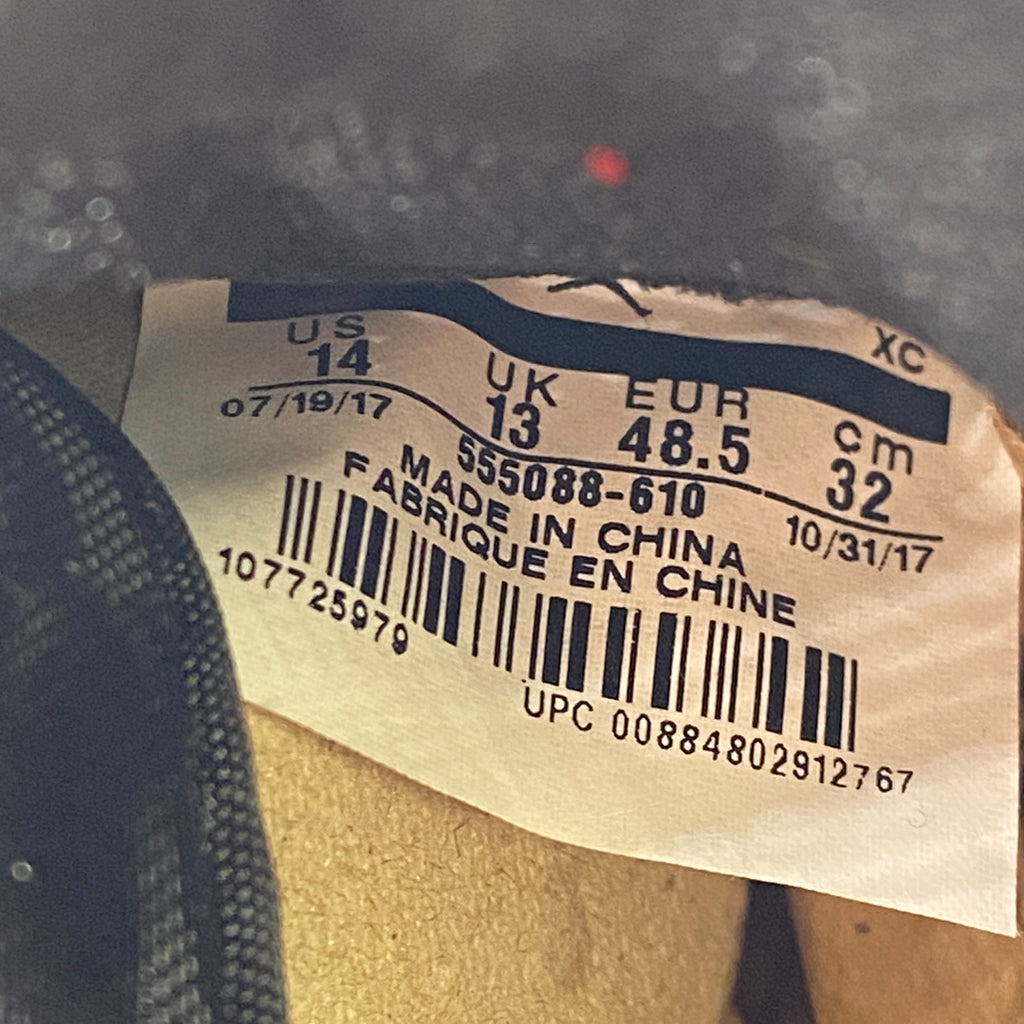 XC
US UK EUR cm
14 13 48.5 32
07/19/17 555088-610 10/31/17
MADE IN CHINA
FABRIQUE EN CHINE
107725979
UPC 00884802912767